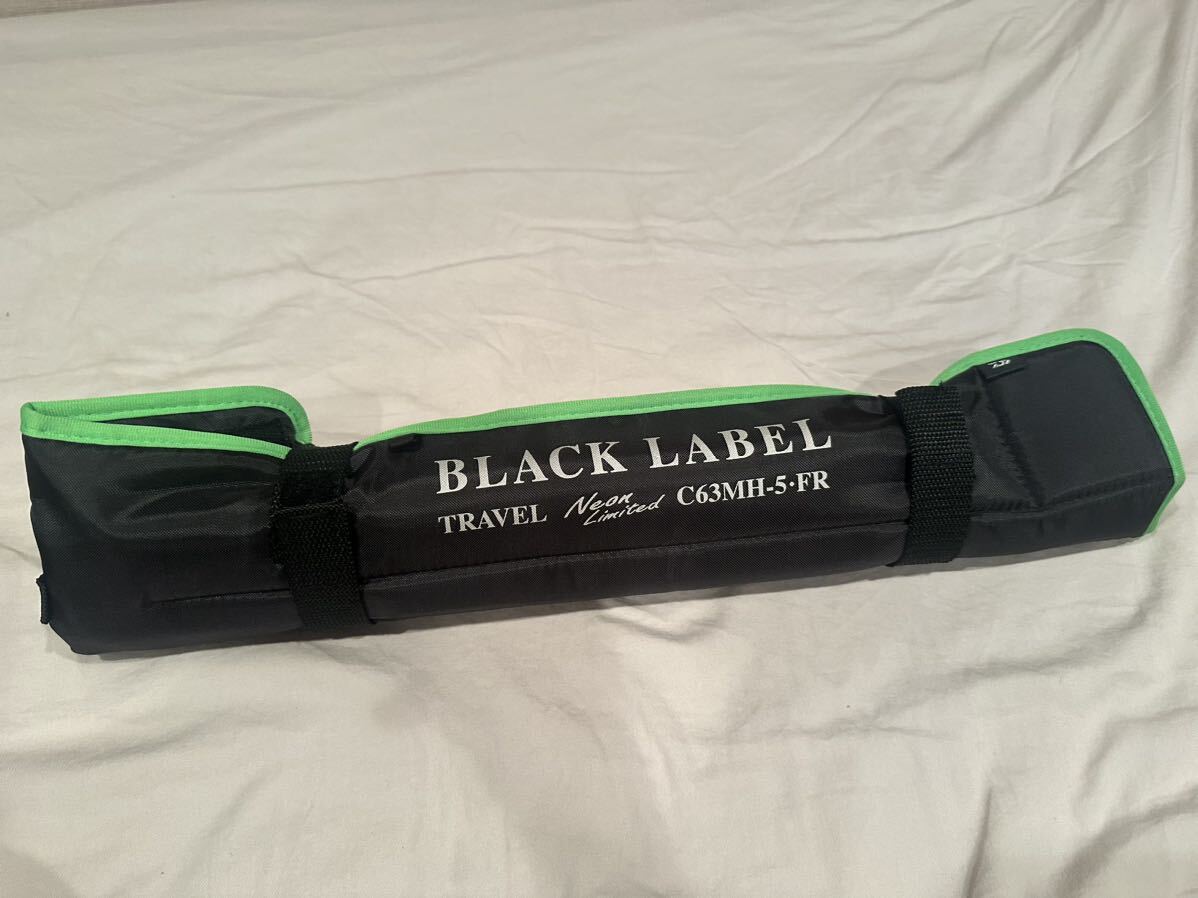 BLACK LABEL
TRAVEL Neon Limited C63MH-5·FR